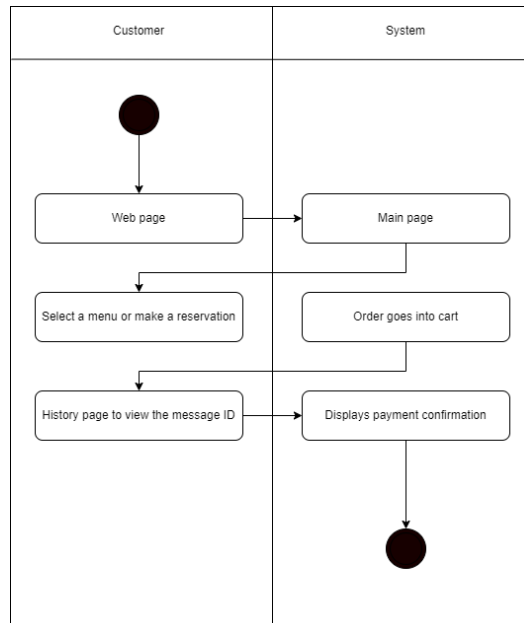 Customer
System
Web page
Main page
Select a menu or make a reservation
Order goes into cart
History page to view the message ID
Displays payment confirmation